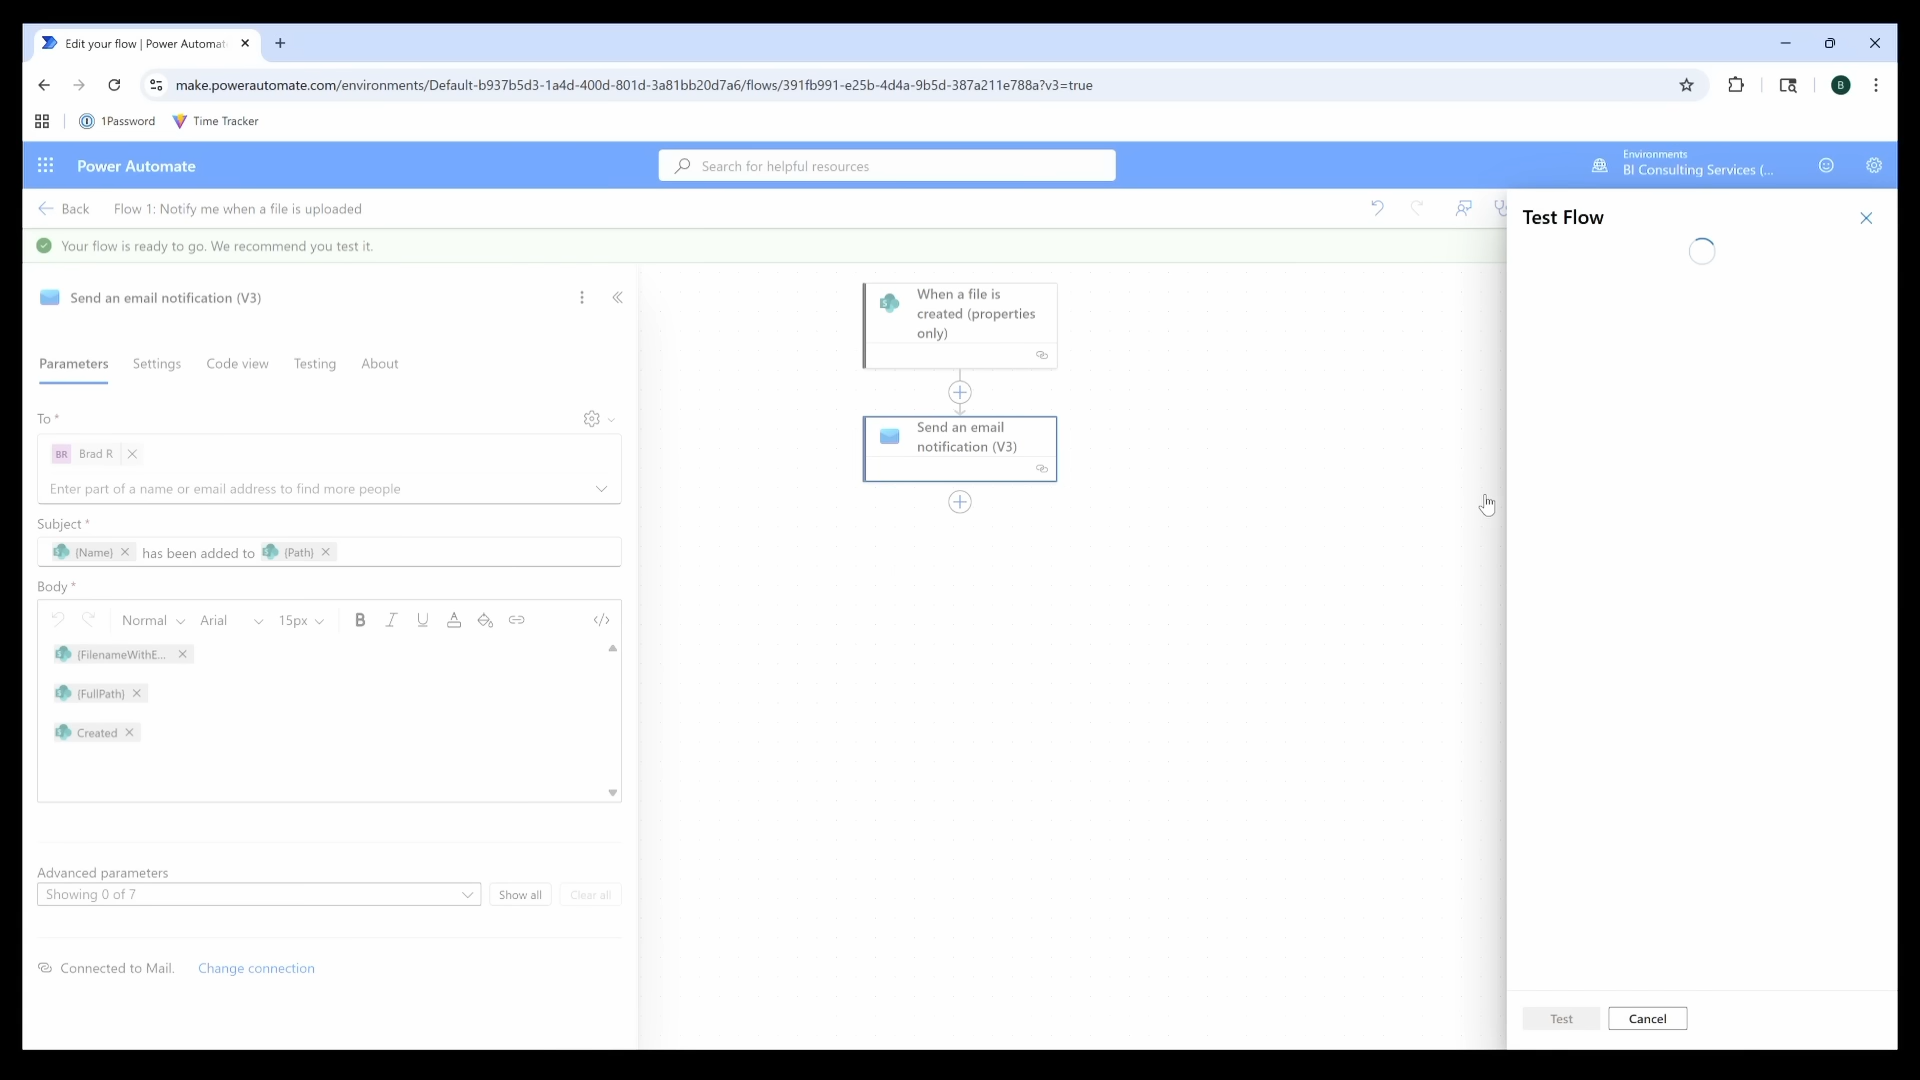 Edit your flow | Power Automat
make.powerautomate.com/environments/Default-b937b5d3-1a4d-400d-801d-3a81bb20d7a6/flows/391fb991-e25b-4d4a-9b5d-387a211e788a?v3=true
B
1Password
Time Tracker
Power Automate
Search for helpful resources
Environments
BI Consulting Services (...
Back
Flow 1: Notify me when a file is uploaded
Test Flow
Your flow is ready to go. We recommend you test it.
Send an email notification (V3)
When a file is
created (properties
only)
Parameters
Settings
Code view
Testing
About
To *
BR Brad R
Enter part of a name or email address to find more people
Send an email
notification (V3)
Subject *
{Name} has been added to {Path}
Body *
Normal
Arial
15px
B I U A </>
{FilenameWithE...
{FullPath}
Created
Advanced parameters
Showing 0 of 7
Show all
Clear all
Connected to Mail.
Change connection
Test
Cancel